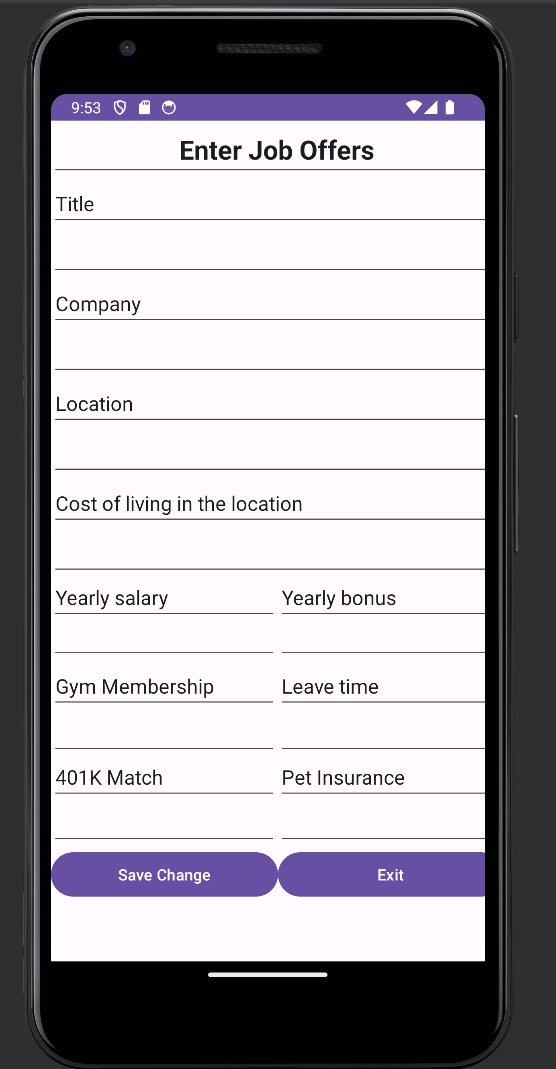 9:53
Enter Job Offers
Title
Company
Location
Cost of living in the location
Yearly salary Yearly bonus
Gym Membership Leave time
401K Match Pet Insurance
Save Change Exit